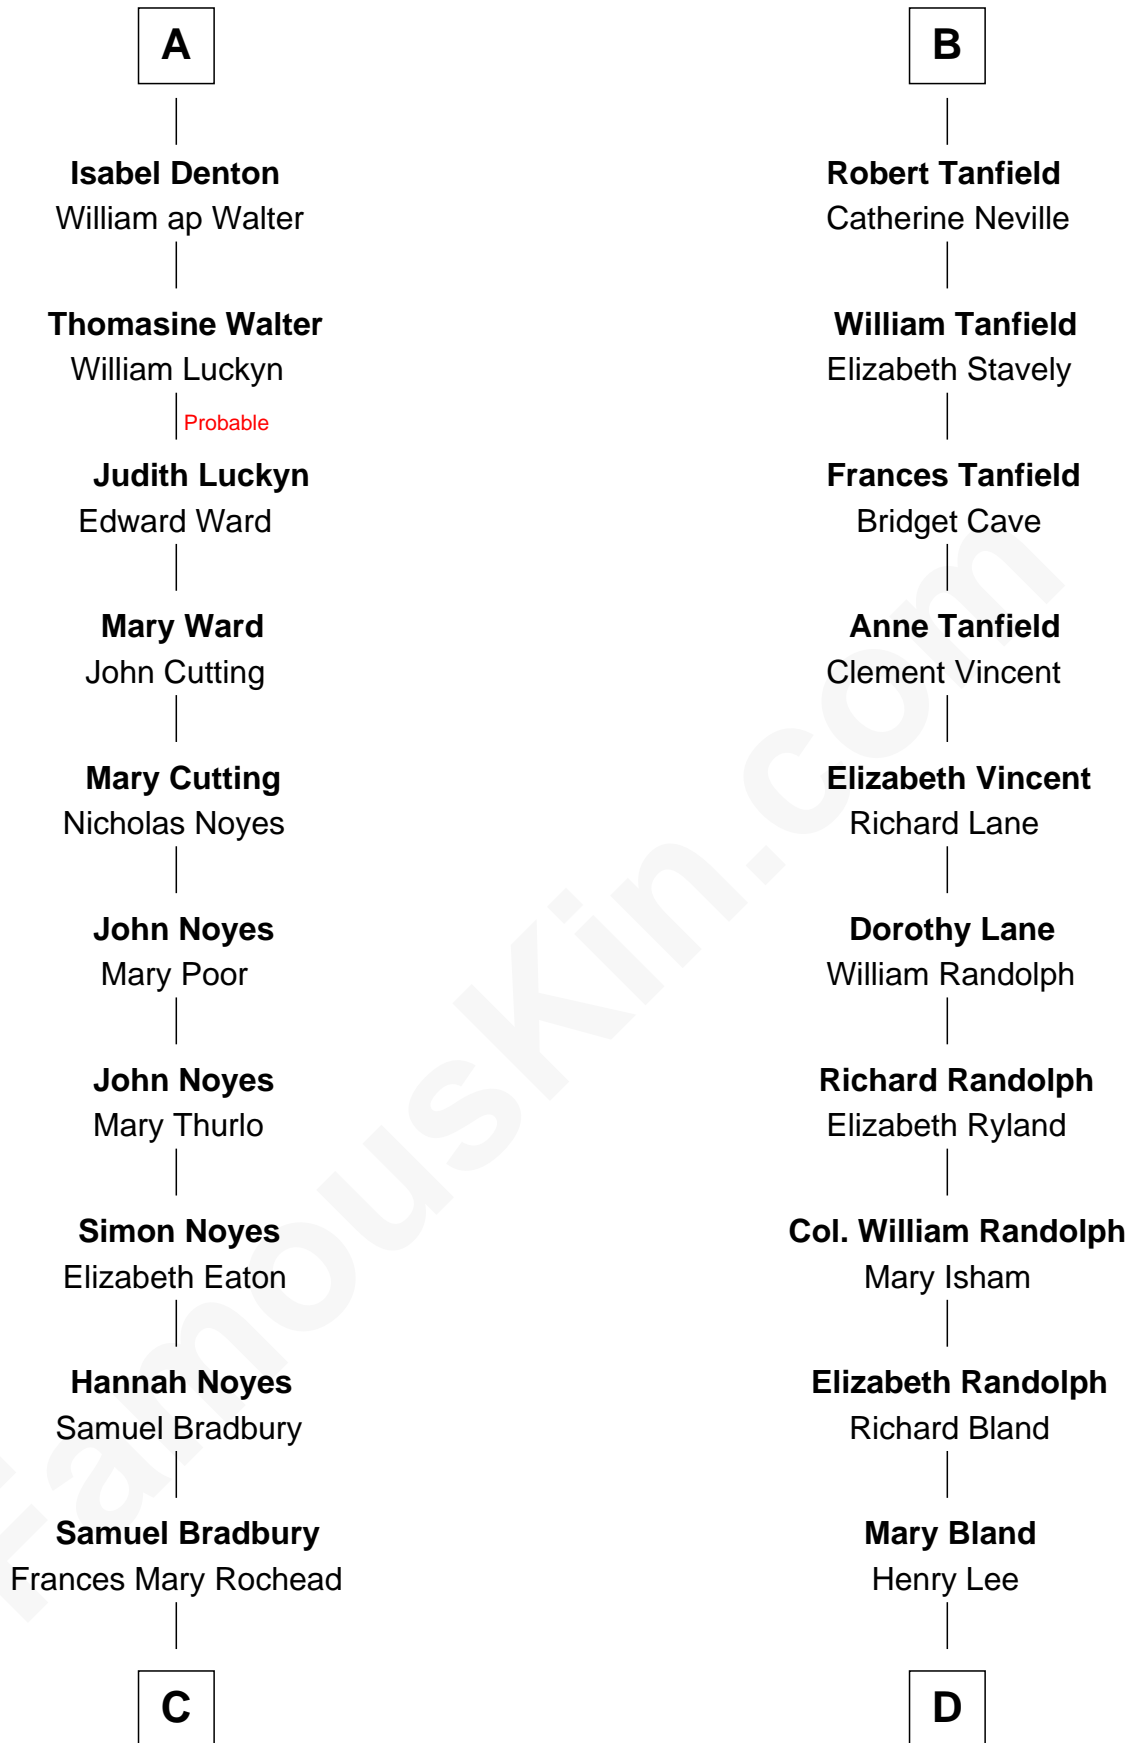 A
Isabel Denton
William ap Walter
Thomasine Walter
William Luckyn
Probable
Judith Luckyn
Edward Ward
Mary Ward
John Cutting
Mary Cutting
Nicholas Noyes
John Noyes
Mary Poor
John Noyes
Mary Thurlo
Simon Noyes
Elizabeth Eaton
Hannah Noyes
Samuel Bradbury
Samuel Bradbury
Frances Mary Rochead
C
B
Robert Tanfield
Catherine Neville
William Tanfield
Elizabeth Stavely
Frances Tanfield
Bridget Cave
Anne Tanfield
Clement Vincent
Elizabeth Vincent
Richard Lane
Dorothy Lane
William Randolph
Richard Randolph
Elizabeth Ryland
Col. William Randolph
Mary Isham
Elizabeth Randolph
Richard Bland
Mary Bland
Henry Lee
D
FamousKin.com